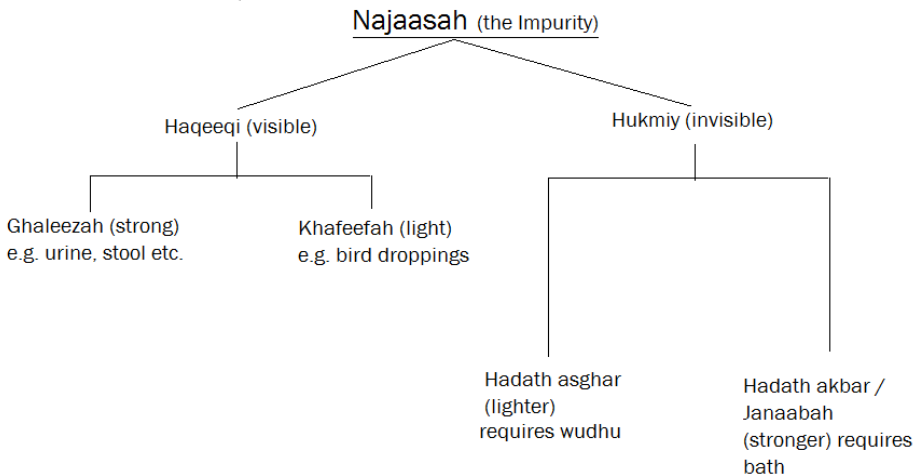 Najaasah (the Impurity)
Haqeeqi (visible)
Hukmiy (invisible)
Ghaleezah (strong)
e.g. urine, stool etc.
Khafeefah (light)
e.g. bird droppings
Hadath asghar
(lighter)
requires wudhu
Hadath akbar /
Janaabah
(stronger) requires
bath